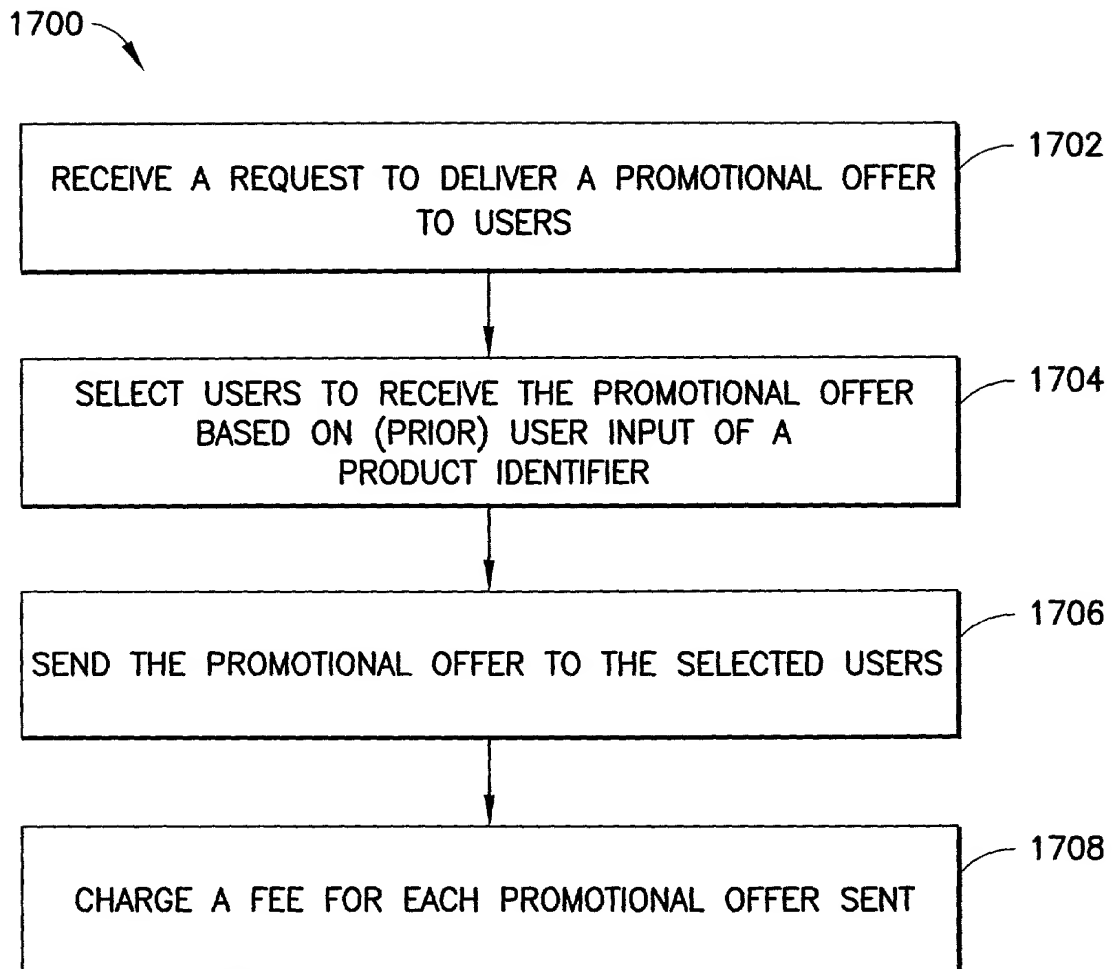 1700
RECEIVE A REQUEST TO DELIVER A PROMOTIONAL OFFER
TO USERS
1702
SELECT USERS TO RECEIVE THE PROMOTIONAL OFFER
BASED ON (PRIOR) USER INPUT OF A
PRODUCT IDENTIFIER
1704
SEND THE PROMOTIONAL OFFER TO THE SELECTED USERS
1706
CHARGE A FEE FOR EACH PROMOTIONAL OFFER SENT
1708